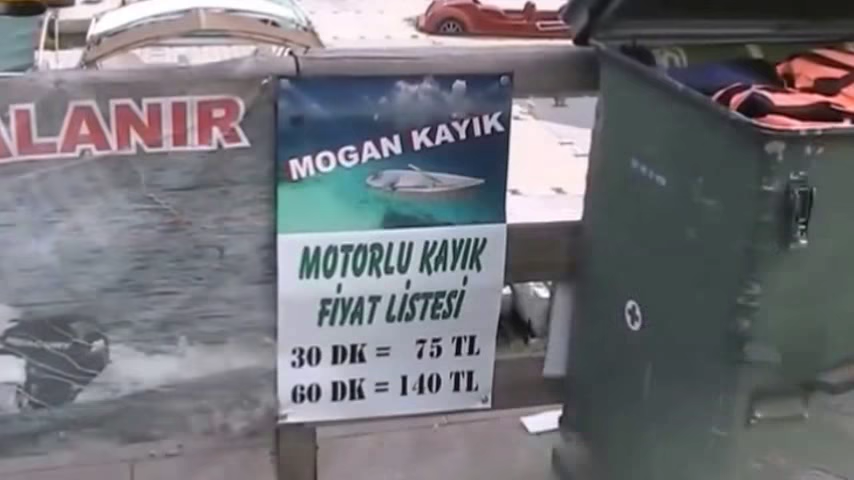 ALANIR
MOGAN KAYIK
MOTORLU KAYIK
FİYAT LİSTESİ
30 DK = 75 TL
60 DK = 140 TL